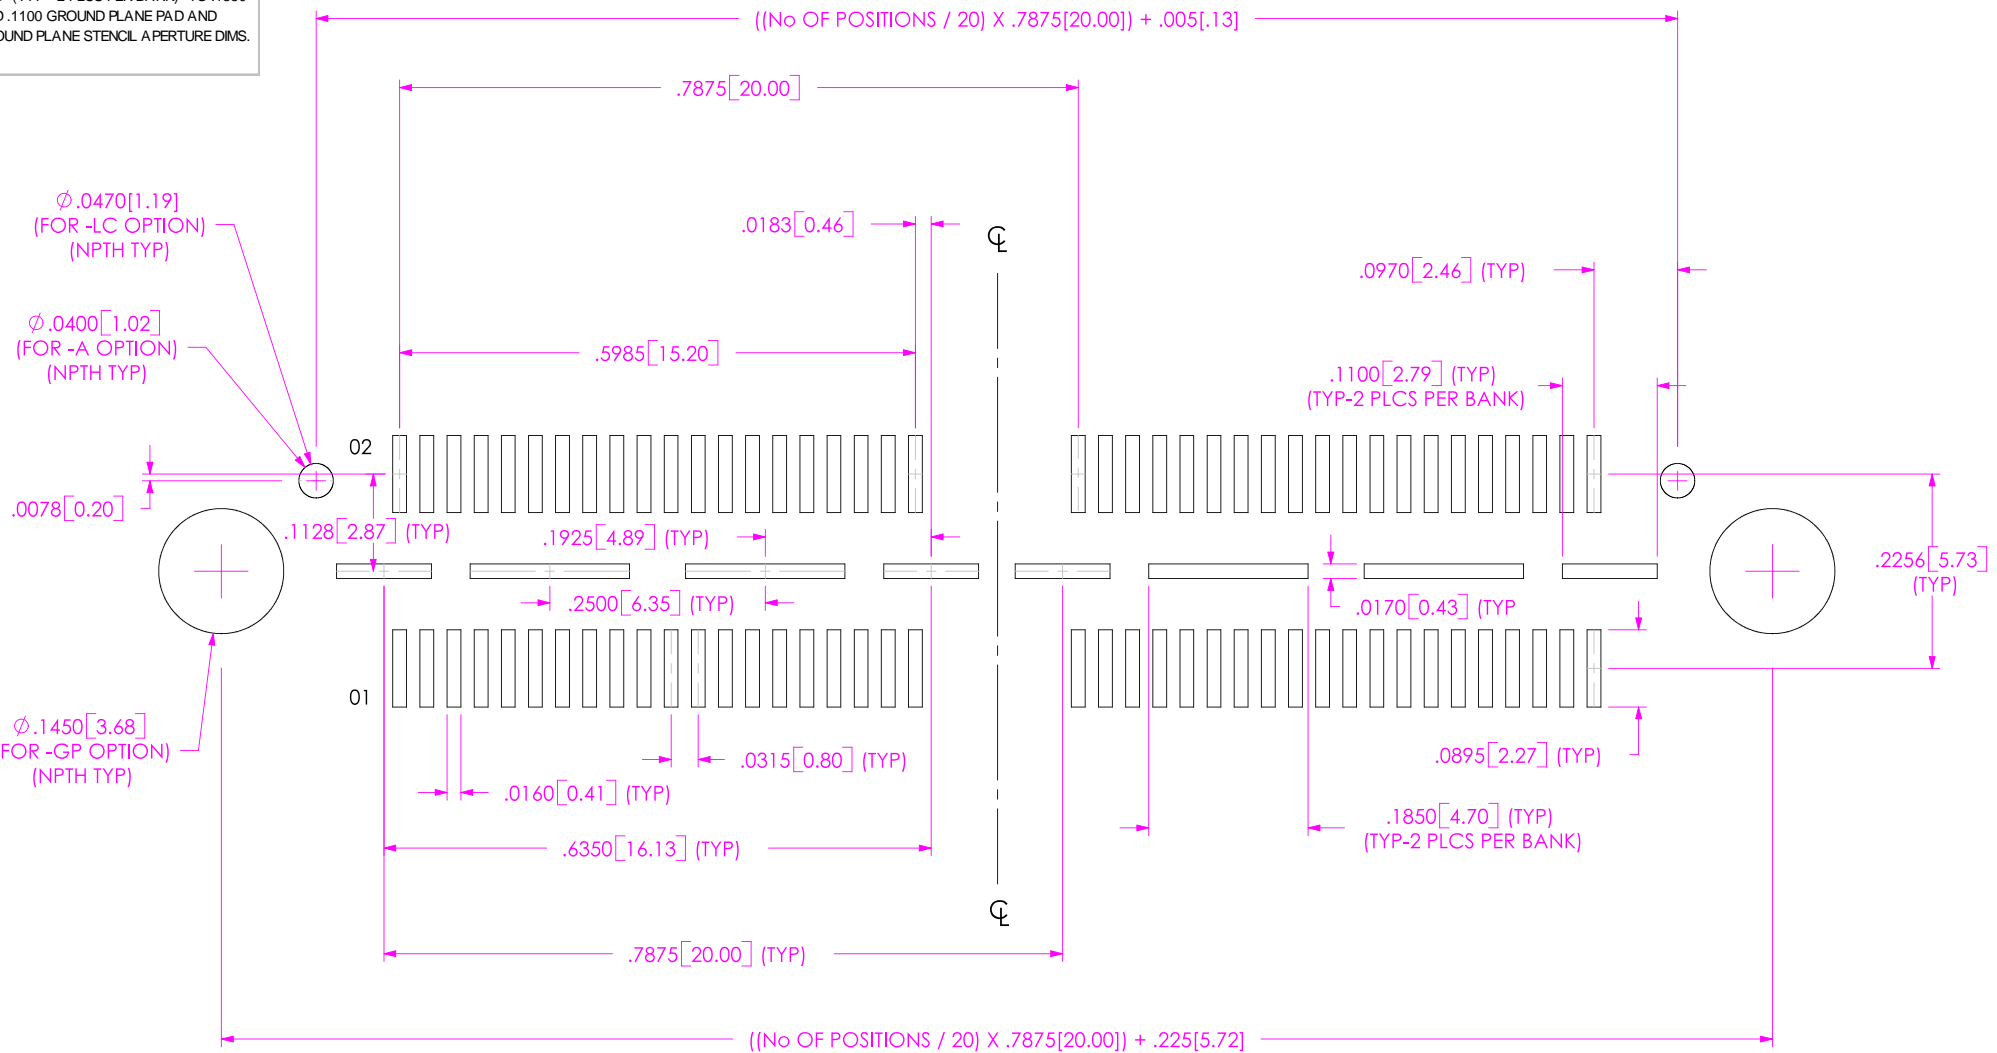 D .1100 GROUND PLANE PAD AND
OUND PLANE STENCIL APERTURE DIMS.
((No OF POSITIONS / 20) X .7875[20.00]) + .005[.13]
.7875[20.00]
Ø.0470[1.19]
(FOR -LC OPTION)
(NPTH TYP)
.0183[0.46]
℄
.0970[2.46] (TYP)
Ø.0400[1.02]
(FOR -A OPTION)
(NPTH TYP)
.5985[15.20]
.1100[2.79] (TYP)
(TYP-2 PLCS PER BANK)
02
.0078[0.20]
.1128[2.87] (TYP)
.1925[4.89] (TYP)
.2256[5.73]
(TYP)
.2500[6.35] (TYP)
.0170[0.43] (TYP
01
Ø.1450[3.68]
FOR -GP OPTION)
(NPTH TYP)
.0315[0.80] (TYP)
.0895[2.27] (TYP)
.0160[0.41] (TYP)
.1850[4.70] (TYP)
(TYP-2 PLCS PER BANK)
.6350[16.13] (TYP)
℄
.7875[20.00] (TYP)
((No OF POSITIONS / 20) X .7875[20.00]) + .225[5.72]